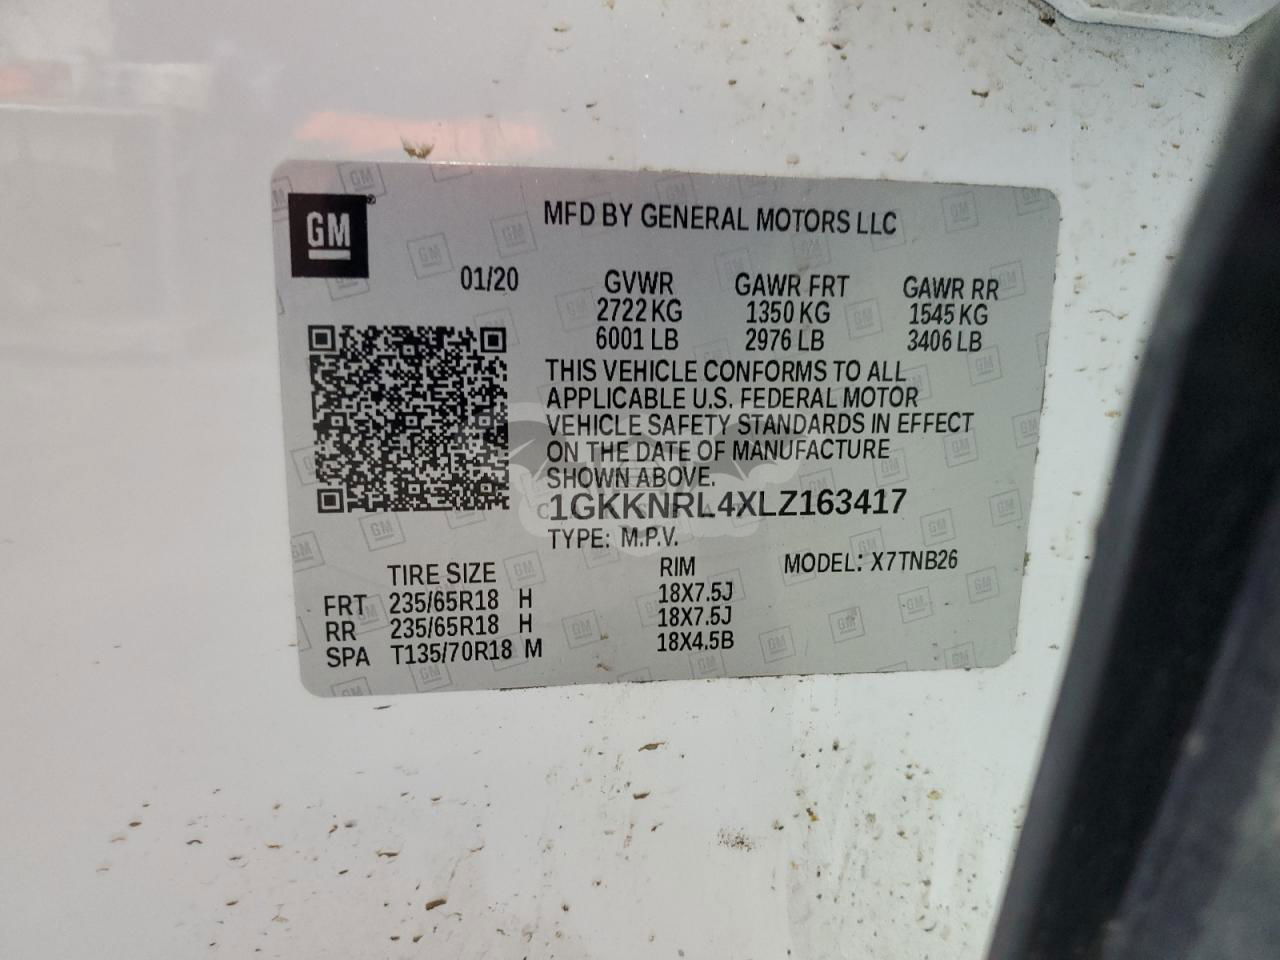 GM
MFD BY GENERAL MOTORS LLC
01/20 GVWR GAWR FRT GAWR RR
2722 KG 1350 KG 1545 KG
6001 LB 2976 LB 3406 LB
THIS VEHICLE CONFORMS TO ALL
APPLICABLE U.S. FEDERAL MOTOR
VEHICLE SAFETY STANDARDS IN EFFECT
ON THE DATE OF MANUFACTURE
SHOWN ABOVE.
1GKKNRL4XLZ163417
TYPE: M.P.V.
TIRE SIZE RIM MODEL: X7TNB26
FRT 235/65R18 H 18X7.5J
RR 235/65R18 H 18X7.5J
SPA T135/70R18 M 18X4.5B